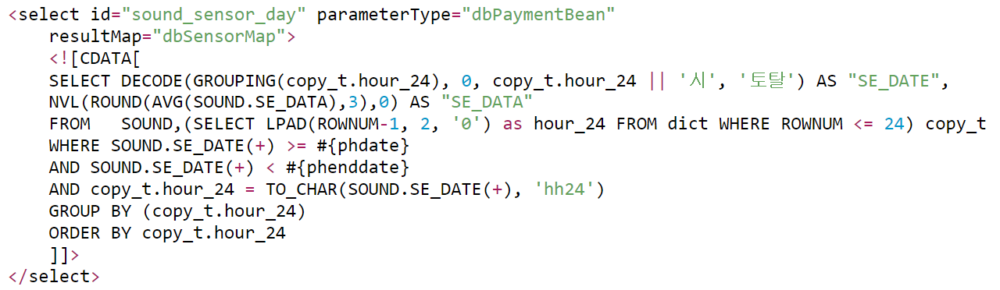 <select id="sound_sensor_day" parameterType="dbPaymentBean"
resultMap="dbSensorMap">
<![CDATA[
SELECT DECODE(GROUPING(copy_t.hour_24), 0, copy_t.hour_24 || '시', '토탈') AS "SE_DATE",
NVL(ROUND(AVG(SOUND.SE_DATA),3),0) AS "SE_DATA"
FROM   SOUND,(SELECT LPAD(ROWNUM-1, 2, '0') as hour_24 FROM dict WHERE ROWNUM <= 24) copy_t
WHERE SOUND.SE_DATE(+) >= #{phdate}
AND SOUND.SE_DATE(+) < #{phenddate}
AND copy_t.hour_24 = TO_CHAR(SOUND.SE_DATE(+), 'hh24')
GROUP BY (copy_t.hour_24)
ORDER BY copy_t.hour_24
]]>
</select>